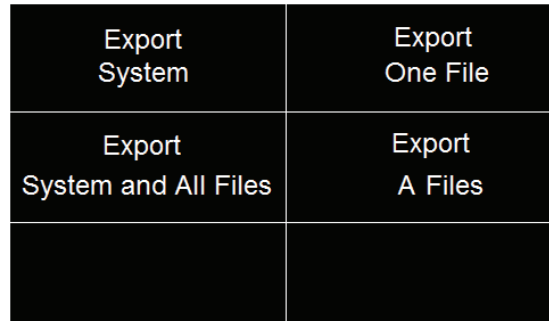 Export
System
Export
One File
Export
System and All Files
Export
A Files